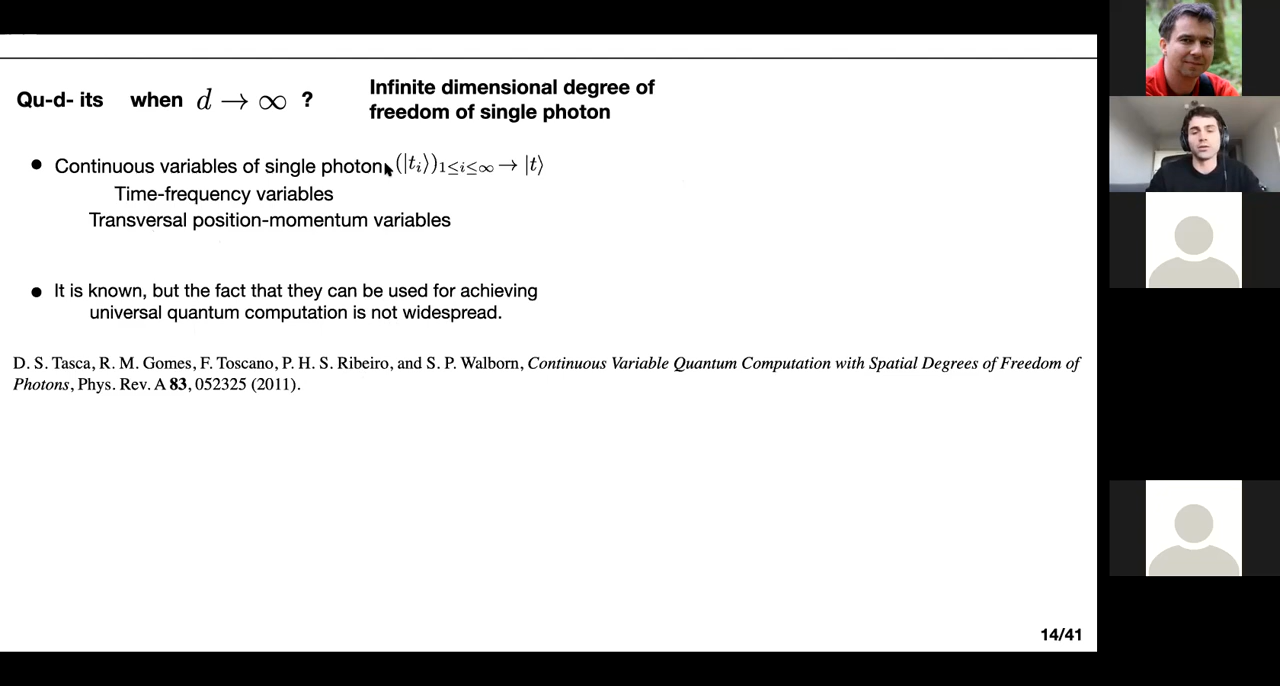 Qu-d- its when d → ∞ ?
Infinite dimensional degree of
freedom of single photon
● Continuous variables of single photon (|t_i⟩)_{1≤i≤∞} → |t⟩
Time-frequency variables
Transversal position-momentum variables
● It is known, but the fact that they can be used for achieving
universal quantum computation is not widespread.
D. S. Tasca, R. M. Gomes, F. Toscano, P. H. S. Ribeiro, and S. P. Walborn, Continuous Variable Quantum Computation with Spatial Degrees of Freedom of
Photons, Phys. Rev. A 83, 052325 (2011).
14/41